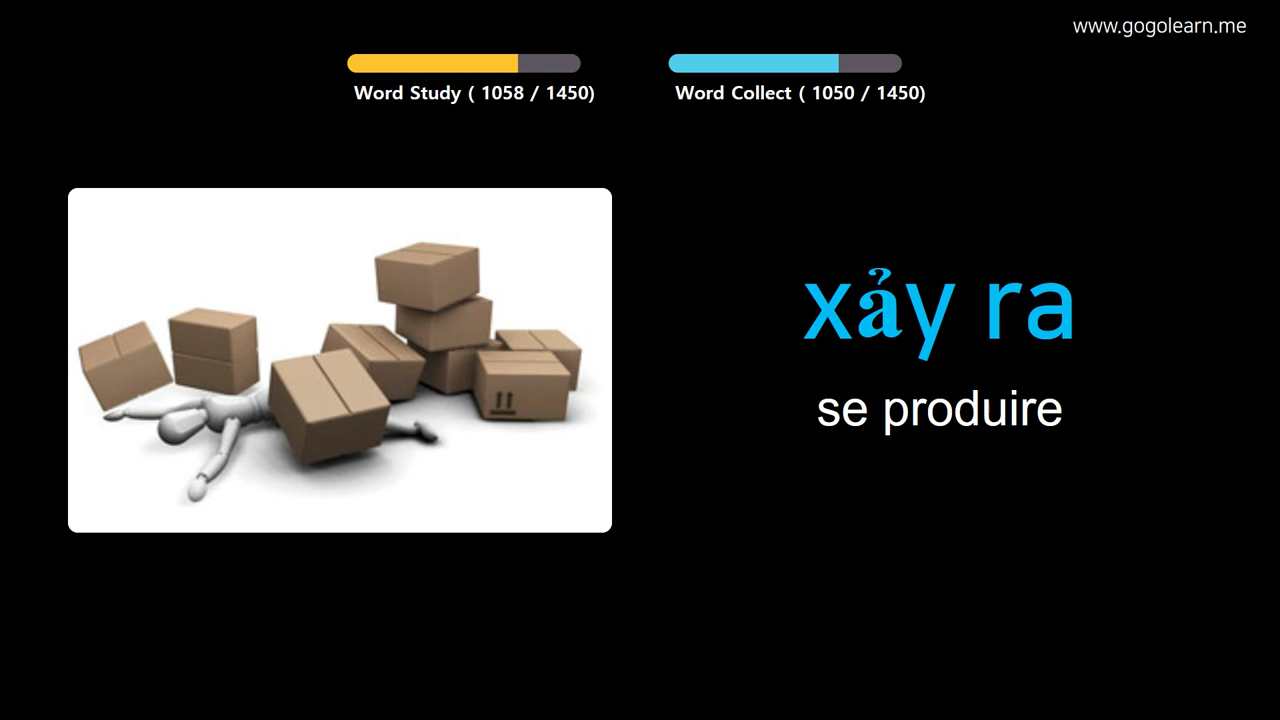 www.gogolearn.me
Word Study ( 1058 / 1450)
Word Collect ( 1050 / 1450)
xảy ra
se produire